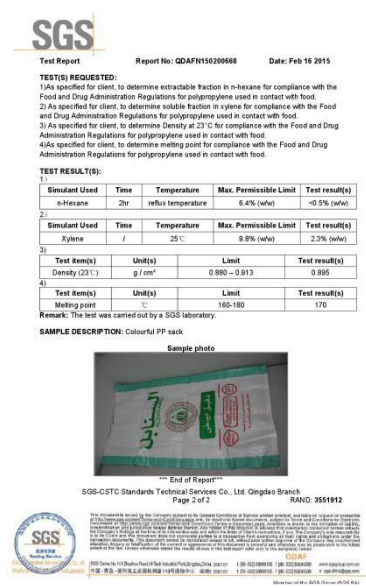 SGS
Test Report Report No: QDAFN150200668 Date: Feb 16 2015
TEST(S) REQUESTED:
1)As specified for client, to determine extractable fraction in n-hexane for compliance with the
Food and Drug Administration Regulations for polypropylene used in contact with food.
2) As specified for client, to determine soluble fraction in xylene for compliance with the Food
and Drug Administration Regulations for polypropylene used in contact with food.
3) As specified for client, to determine Density at 23°C for compliance with the Food and Drug
Administration Regulations for polypropylene used in contact with food.
4)As specified for client, to determine melting point for compliance with the Food and Drug
Administration Regulations for polypropylene used in contact with food.
TEST RESULT(S):
1)
Simulant Used Time Temperature Max. Permissible Limit Test result(s)
n-Hexane 2hr reflux temperature 6.4% (w/w) <0.5% (w/w)
2)
Simulant Used Time Temperature Max. Permissible Limit Test result(s)
Xylene / 25℃ 9.8% (w/w) 2.3% (w/w)
3)
Test item(s) Unit(s) Limit Test result(s)
Density (23℃) g / cm³ 0.880 – 0.913 0.895
4)
Test item(s) Unit(s) Limit Test result(s)
Melting point ℃ 160-180 170
Remark: The test was carried out by a SGS laboratory.
SAMPLE DESCRIPTION: Colourful PP sack
Sample photo
السنابل
*** End of Report***
SGS-CSTC Standards Technical Services Co., Ltd. Qingdao Branch
Page 2 of 2 RAND: 3551912
SGS
Testing Service
QDAF
Member of the SGS Group (SGS SA)